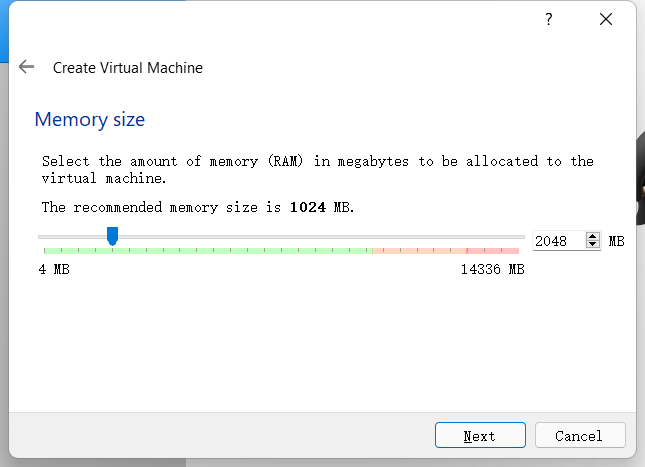 ?
Create Virtual Machine
Memory size
Select the amount of memory (RAM) in megabytes to be allocated to the
virtual machine.
The recommended memory size is 1024 MB.
2048 MB
4 MB 14336 MB
Next Cancel